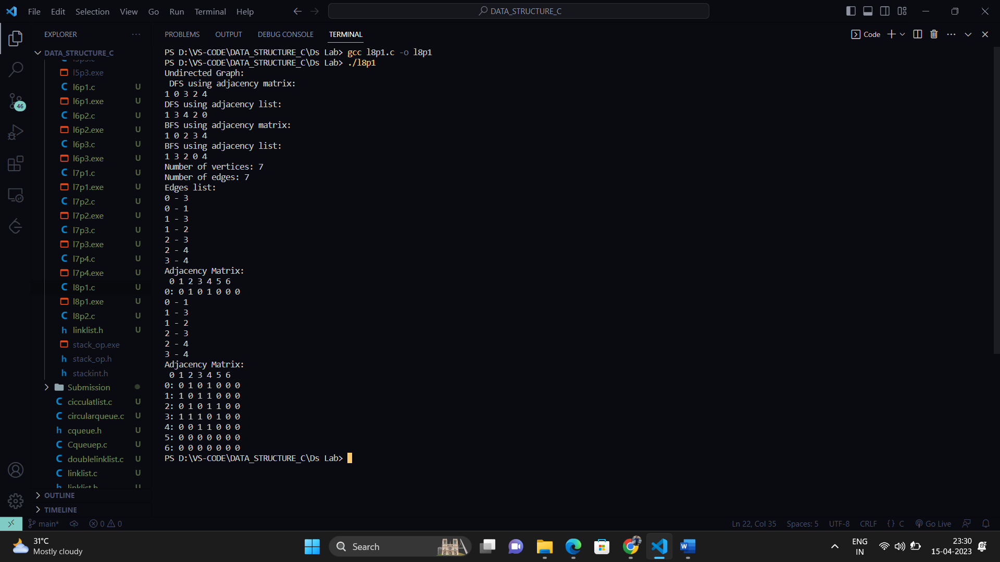 File Edit Selection View Go Run Terminal Help
DATA_STRUCTURE_C
EXPLORER
DATA_STRUCTURE_C
l5p3.exe
l6p1.c U
l6p1.exe U
l6p2.c U
l6p2.exe U
l6p3.c U
l6p3.exe U
l7p1.c U
l7p1.exe U
l7p2.c U
l7p2.exe U
l7p3.c U
l7p3.exe U
l7p4.c U
l7p4.exe U
l8p1.c U
l8p1.exe U
l8p2.c U
linklist.h U
stack_op.exe
stack_op.h
stackint.h
Submission
cicculatlist.c U
circularqueue.c U
cqueue.h U
Cqueuep.c U
doublelinklist.c U
linklist.c U
linklist.h U
OUTLINE
TIMELINE
46
PROBLEMS OUTPUT DEBUG CONSOLE TERMINAL
Code
PS D:\VS-CODE\DATA_STRUCTURE_C\Ds Lab> gcc l8p1.c -o l8p1
PS D:\VS-CODE\DATA_STRUCTURE_C\Ds Lab> ./l8p1
Undirected Graph:
DFS using adjacency matrix:
1 0 3 2 4
DFS using adjacency list:
1 3 4 2 0
BFS using adjacency matrix:
1 0 2 3 4
BFS using adjacency list:
1 3 2 0 4
Number of vertices: 7
Number of edges: 7
Edges list:
0 - 3
0 - 1
1 - 3
1 - 2
2 - 3
2 - 4
3 - 4
Adjacency Matrix:
0 1 2 3 4 5 6
0: 0 1 0 1 0 0 0
0 - 1
1 - 3
1 - 2
2 - 3
2 - 4
3 - 4
Adjacency Matrix:
0 1 2 3 4 5 6
0: 0 1 0 1 0 0 0
1: 1 0 1 1 0 0 0
2: 0 1 0 1 1 0 0
3: 1 1 1 0 1 0 0
4: 0 0 1 1 0 0 0
5: 0 0 0 0 0 0 0
6: 0 0 0 0 0 0 0
PS D:\VS-CODE\DATA_STRUCTURE_C\Ds Lab>
main* 0 0
Ln 22, Col 35 Spaces: 5 UTF-8 CRLF {} C Go Live
31°C
Mostly cloudy
Search
ENG
IN
23:30
15-04-2023